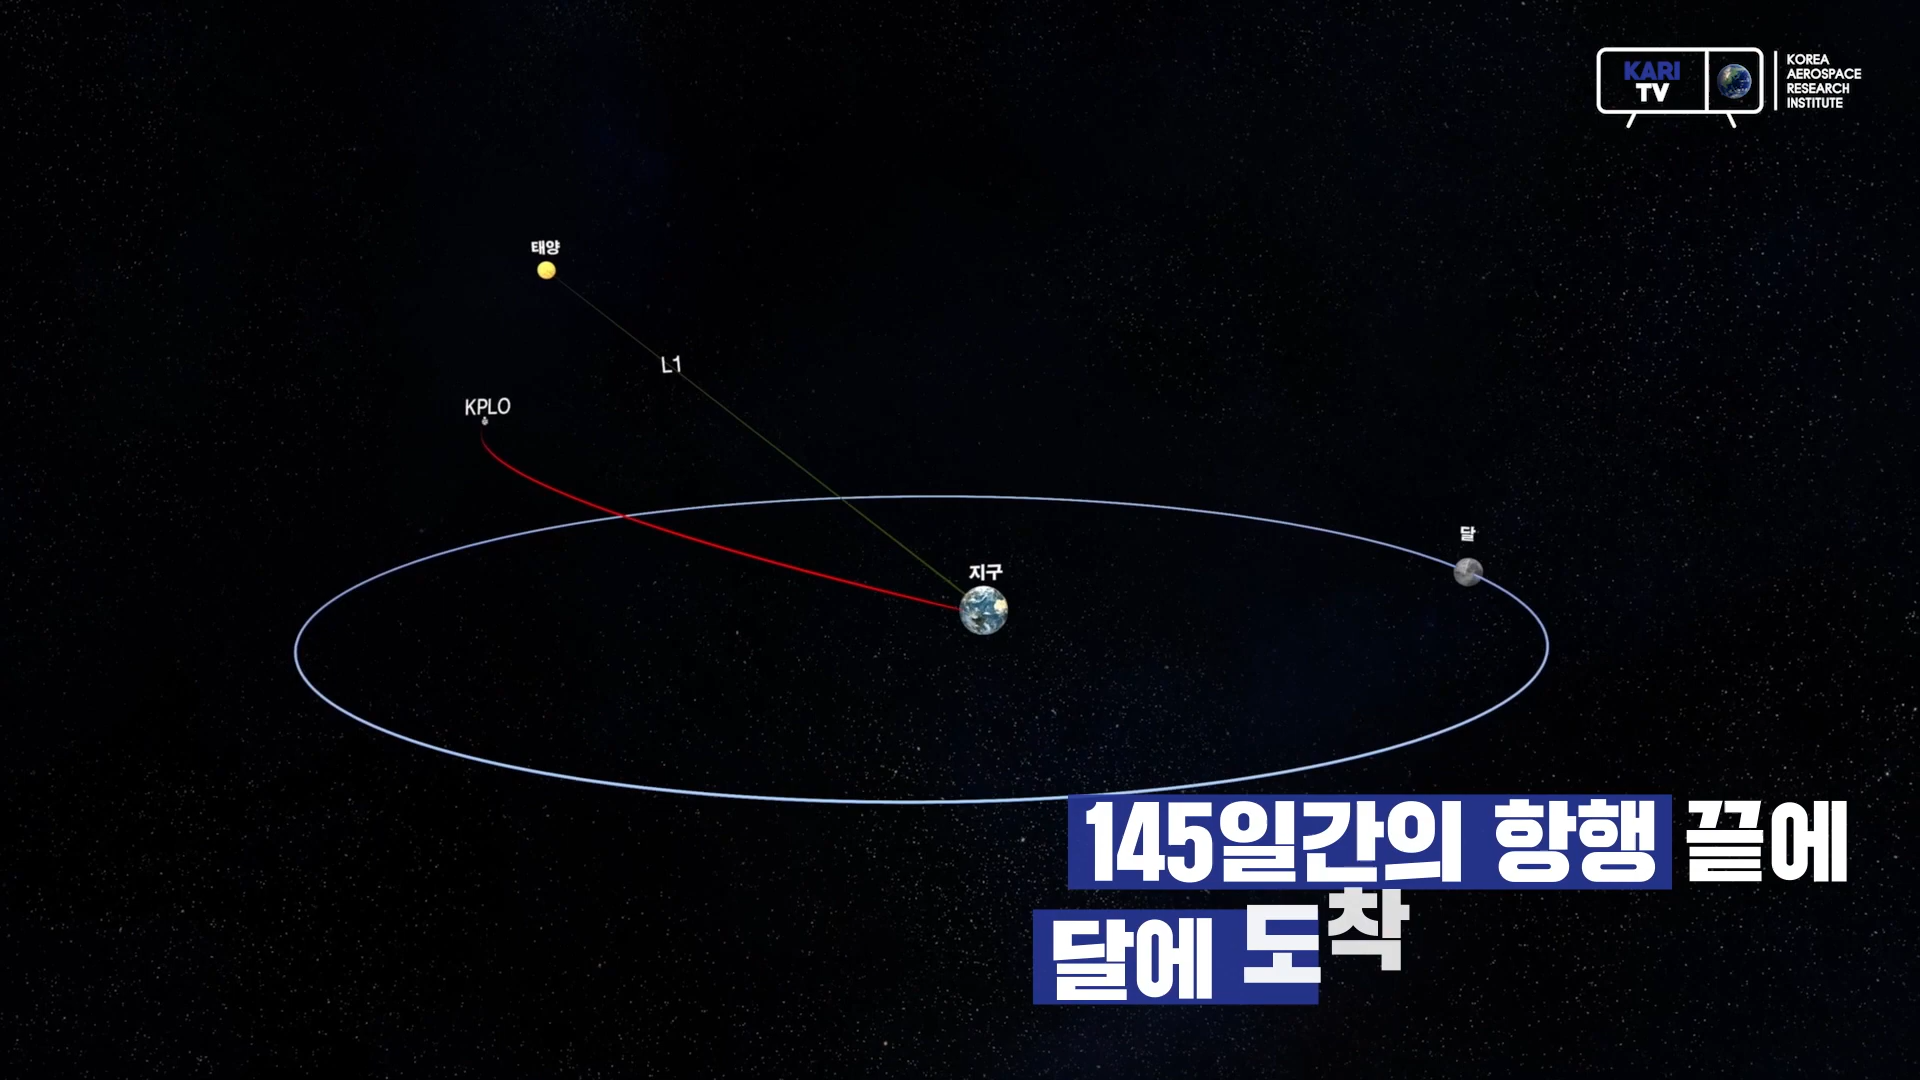 KARI
TV
KOREA
AEROSPACE
RESEARCH
INSTITUTE
태양
L1
KPLO
달
지구
145일간의 항행 끝에
달에 도착